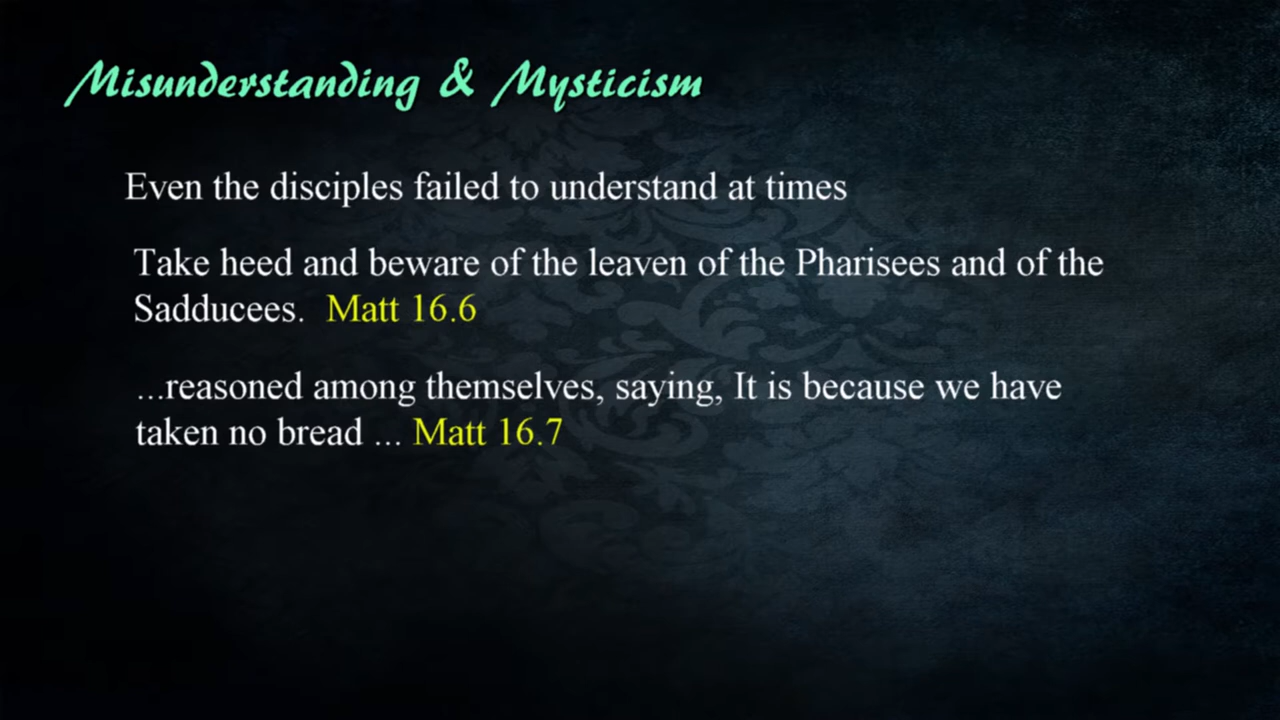 Misunderstanding & Mysticism
Even the disciples failed to understand at times
Take heed and beware of the leaven of the Pharisees and of the
Sadducees. Matt 16.6
...reasoned among themselves, saying, It is because we have
taken no bread ... Matt 16.7